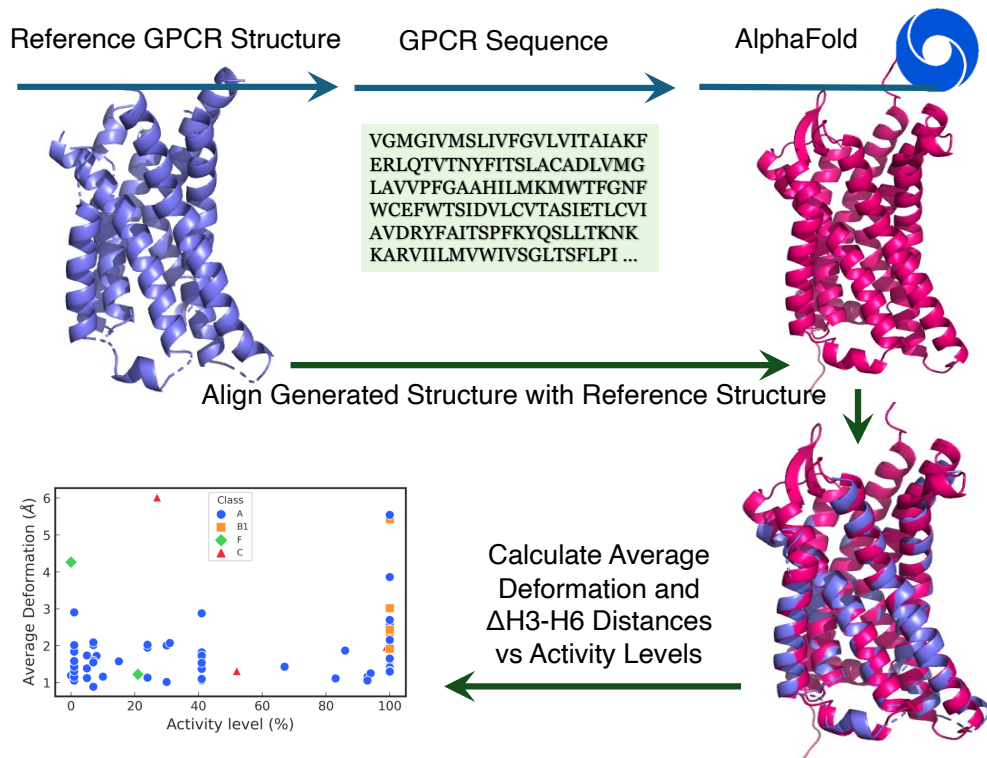 Reference GPCR Structure
GPCR Sequence
AlphaFold
VGMGIVMSLIVFGVLVITAIAKF
ERLQTVTNYFITSLACADLVMG
LAVVPFGAAHILMKMWTFGNF
WCEFWTSIDVLCVTASIETLCVI
AVDRYFAITSPFKYQSLLTKNK
KARVIILMVWIVSGLTSFLPI ...
Align Generated Structure with Reference Structure
Calculate Average
Deformation and
ΔH3-H6 Distances
vs Activity Levels
Average Deformation (Å)
6
5
4
3
2
1
Class
A
B1
F
C
0
20
40
60
80
100
Activity level (%)